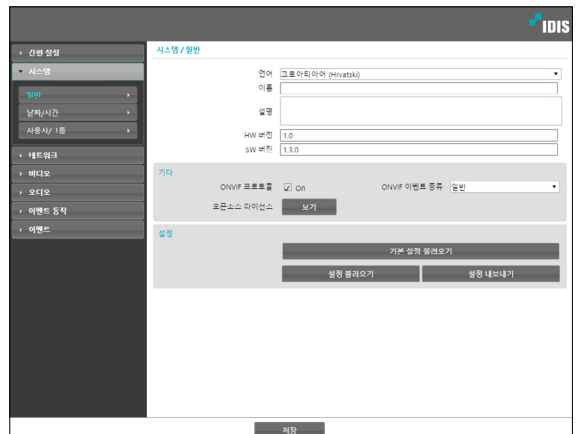 IDIS
간편 설정
시스템
일반
날짜/시간
사용자/그룹
네트워크
비디오
오디오
이벤트 동작
이벤트
시스템 / 일반
언어 크로아티아어 (Hrvatski)
이름
설명
HW 버전 1.0
SW 버전 1.3.0
기타
ONVIF 프로토콜 On ONVIF 이벤트 종류 일반
오픈소스 라이선스 보기
설정
기본 설정 불러오기
설정 불러오기 설정 내보내기
저장